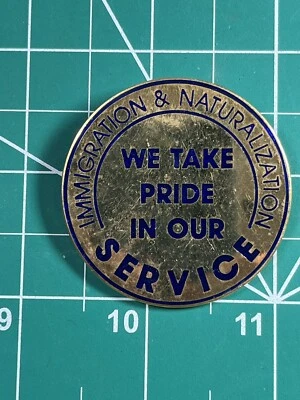 IMMIGRATION & NATURALIZATION
WE TAKE
PRIDE
IN OUR
SERVICE
9
10
11